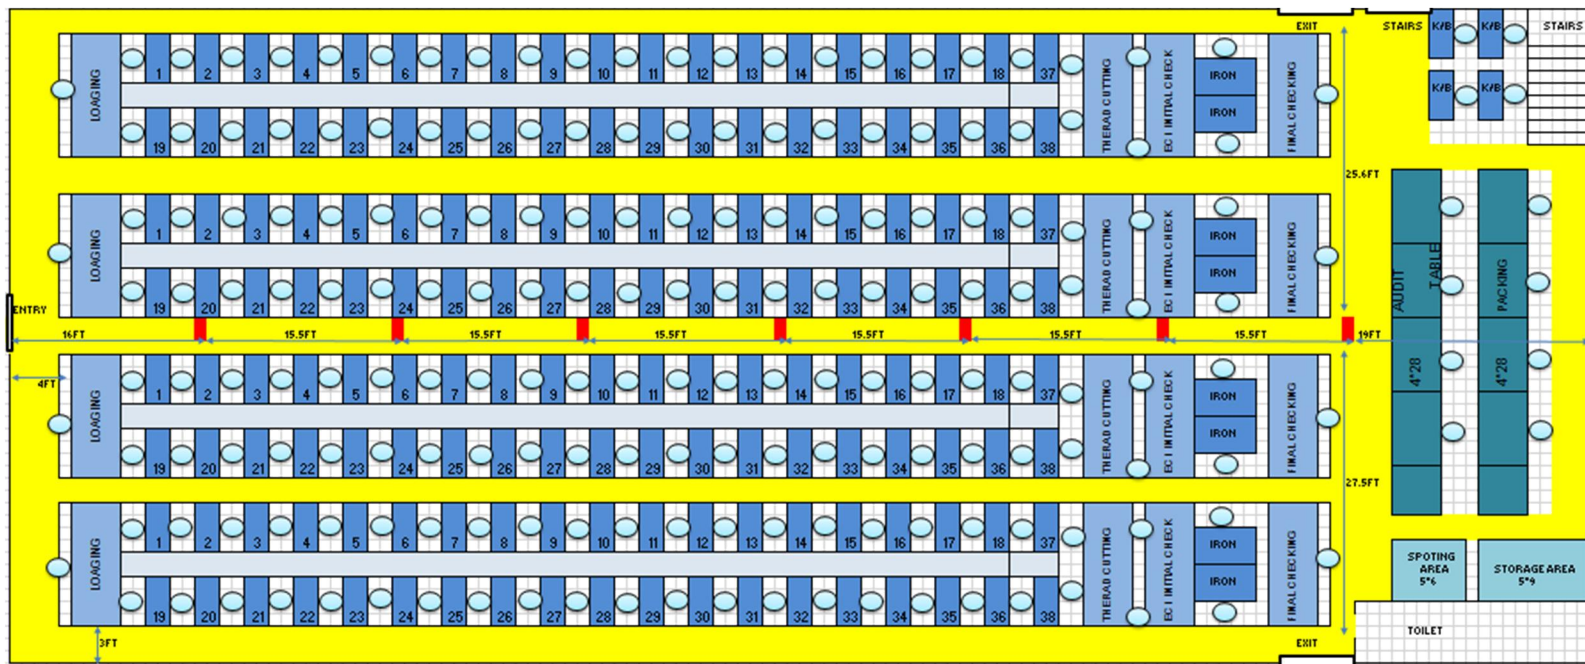 EXIT
STAIRS
K/B K/B
STAIRS
K/B K/B
LOAGING
1 2 3 4 5 6 7 8 9 10 11 12 13 14 15 16 17 18 37
19 20 21 22 23 24 25 26 27 28 29 30 31 32 33 34 35 36 38
THERAD CUTTING
EC I INITIAL CHECK
IRON
IRON
FINAL CHECKING
25.6FT
LOAGING
1 2 3 4 5 6 7 8 9 10 11 12 13 14 15 16 17 18 37
19 20 21 22 23 24 25 26 27 28 29 30 31 32 33 34 35 36 38
THERAD CUTTING
EC I INITIAL CHECK
IRON
IRON
FINAL CHECKING
ENTRY
16FT 15.5FT 15.5FT 15.5FT 15.5FT 15.5FT 15.5FT 19FT
4FT
AUDIT TABLE
4*28
PACKING
4*28
LOAGING
1 2 3 4 5 6 7 8 9 10 11 12 13 14 15 16 17 18 37
19 20 21 22 23 24 25 26 27 28 29 30 31 32 33 34 35 36 38
THERAD CUTTING
EC I INITIAL CHECK
IRON
IRON
FINAL CHECKING
27.5FT
LOAGING
1 2 3 4 5 6 7 8 9 10 11 12 13 14 15 16 17 18 37
19 20 21 22 23 24 25 26 27 28 29 30 31 32 33 34 35 36 38
THERAD CUTTING
EC I INITIAL CHECK
IRON
IRON
FINAL CHECKING
SPOTING
AREA
5*6
STORAGE AREA
5*9
3FT
EXIT
TOILET